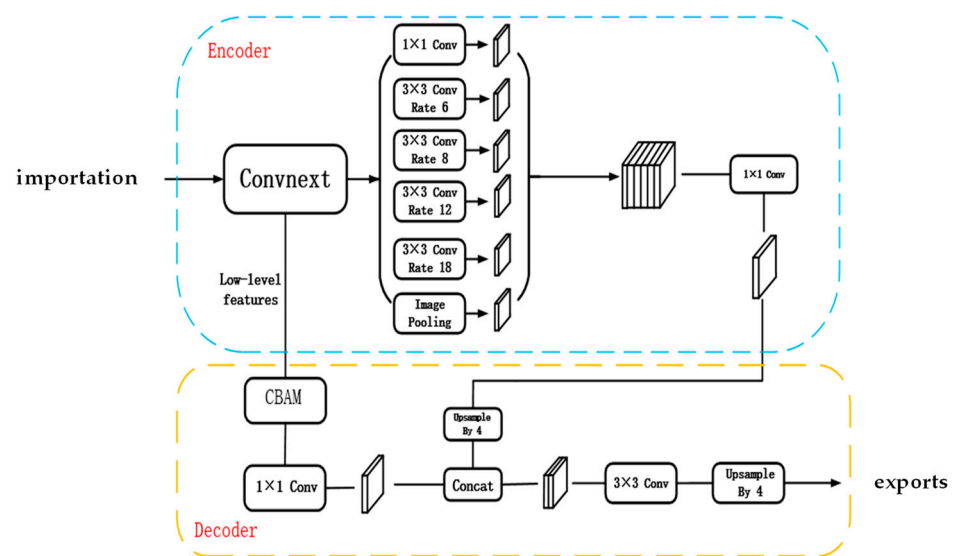 Encoder
1×1 Conv
3×3 Conv
Rate 6
3×3 Conv
Rate 8
importation
Convnext
1×1 Conv
3×3 Conv
Rate 12
3×3 Conv
Rate 18
Low-level
features
Image
Pooling
CBAM
Upsample
By 4
1×1 Conv
Concat
3×3 Conv
Upsample
By 4
exports
Decoder